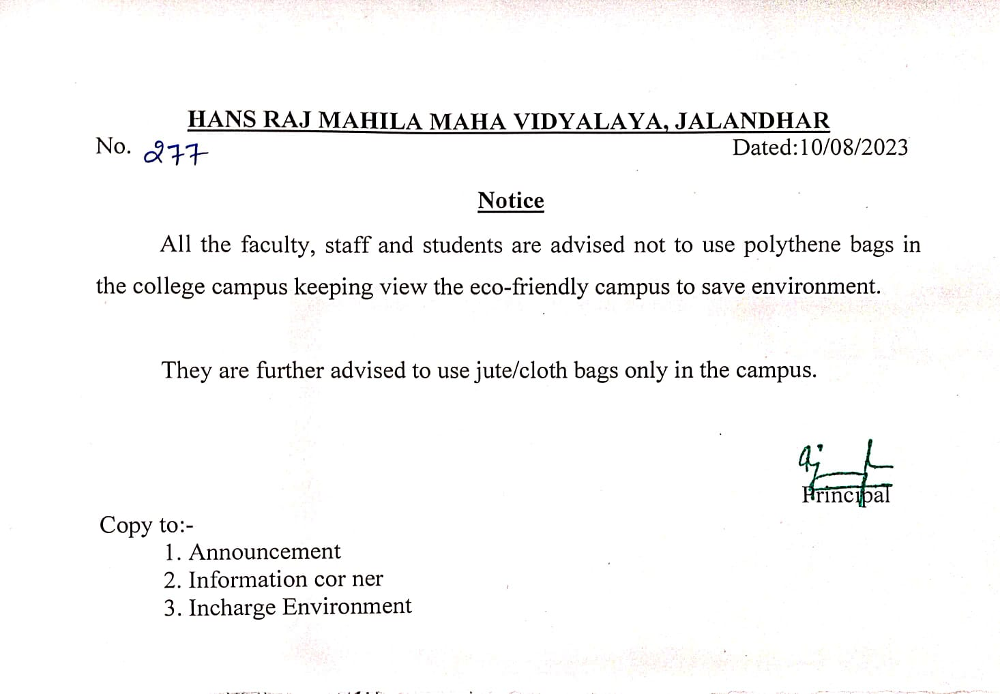 HANS RAJ MAHILA MAHA VIDYALAYA, JALANDHAR
No. 277 Dated:10/08/2023
Notice
All the faculty, staff and students are advised not to use polythene bags in
the college campus keeping view the eco-friendly campus to save environment.
They are further advised to use jute/cloth bags only in the campus.
Principal
Copy to:-
1. Announcement
2. Information cor ner
3. Incharge Environment